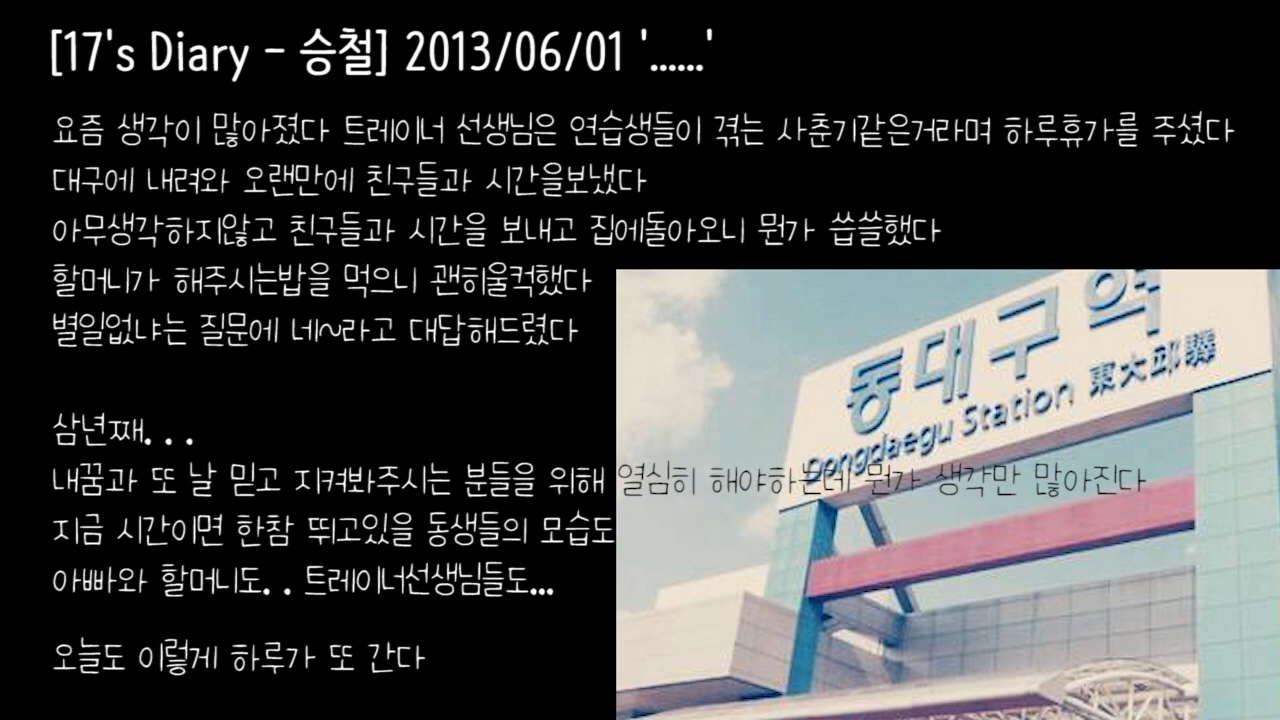 [17's Diary - 승철] 2013/06/01 '......'
요즘 생각이 많아졌다 트레이너 선생님은 연습생들이 겪는 사춘기같은거라며 하루휴가를 주셨다
대구에 내려와 오랜만에 친구들과 시간을보냈다
아무생각하지않고 친구들과 시간을 보내고 집에돌아오니 뭔가 씁쓸했다
할머니가 해주시는밥을 먹으니 괜히울컥했다
별일없냐는 질문에 네~라고 대답해드렸다
삼년째. . .
내꿈과 또 날 믿고 지켜봐주시는 분들을 위해 열심히 해야하는데 뭔가 생각만 많아진다
지금 시간이면 한참 뛰고있을 동생들의 모습도
아빠와 할머니도. . 트레이너선생님들도...
오늘도 이렇게 하루가 또 간다
동대구역
Dongdaegu Station 東大邱驛